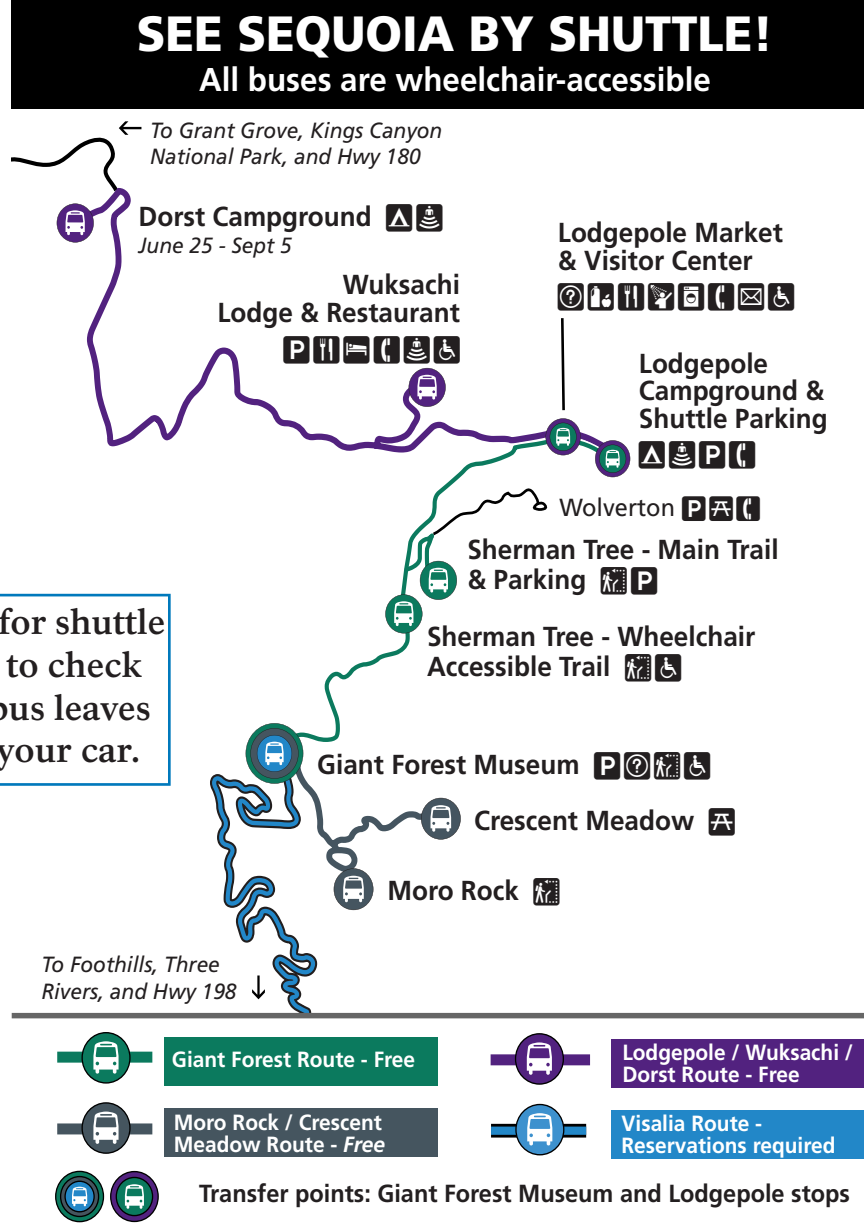 SEE SEQUOIA BY SHUTTLE!
All buses are wheelchair-accessible
← To Grant Grove, Kings Canyon
National Park, and Hwy 180
Dorst Campground
June 25 - Sept 5
Wuksachi
Lodge & Restaurant
P
Lodgepole Market
& Visitor Center
?
Lodgepole
Campground &
Shuttle Parking
P
Wolverton P
Sherman Tree - Main Trail
& Parking P
for shuttle
to check
bus leaves
your car.
Sherman Tree - Wheelchair
Accessible Trail
Giant Forest Museum P ?
Crescent Meadow
Moro Rock
To Foothills, Three
Rivers, and Hwy 198 ↓
Giant Forest Route - Free
Lodgepole / Wuksachi /
Dorst Route - Free
Moro Rock / Crescent
Meadow Route - Free
Visalia Route -
Reservations required
Transfer points: Giant Forest Museum and Lodgepole stops